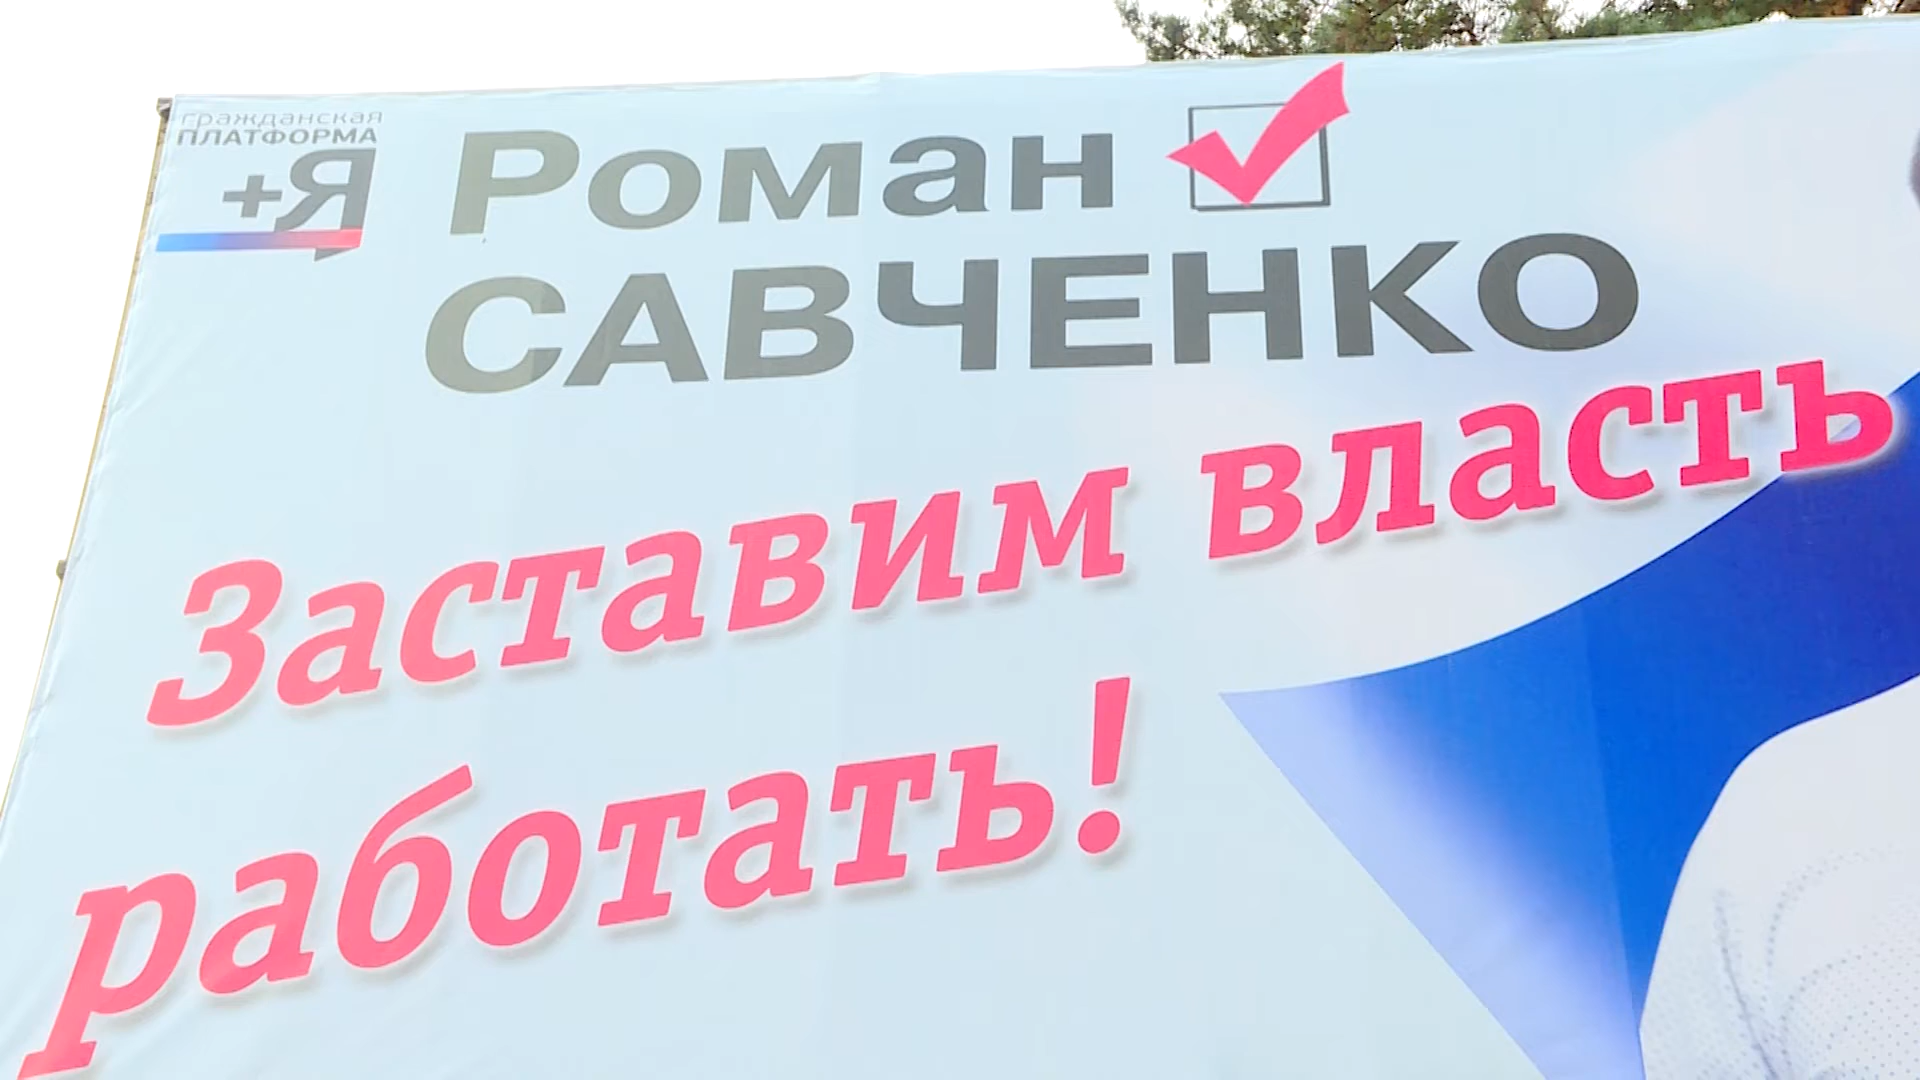 гражданская
ПЛАТФОРМА
+Я
Роман
САВЧЕНКО
Заставим власть
работать!